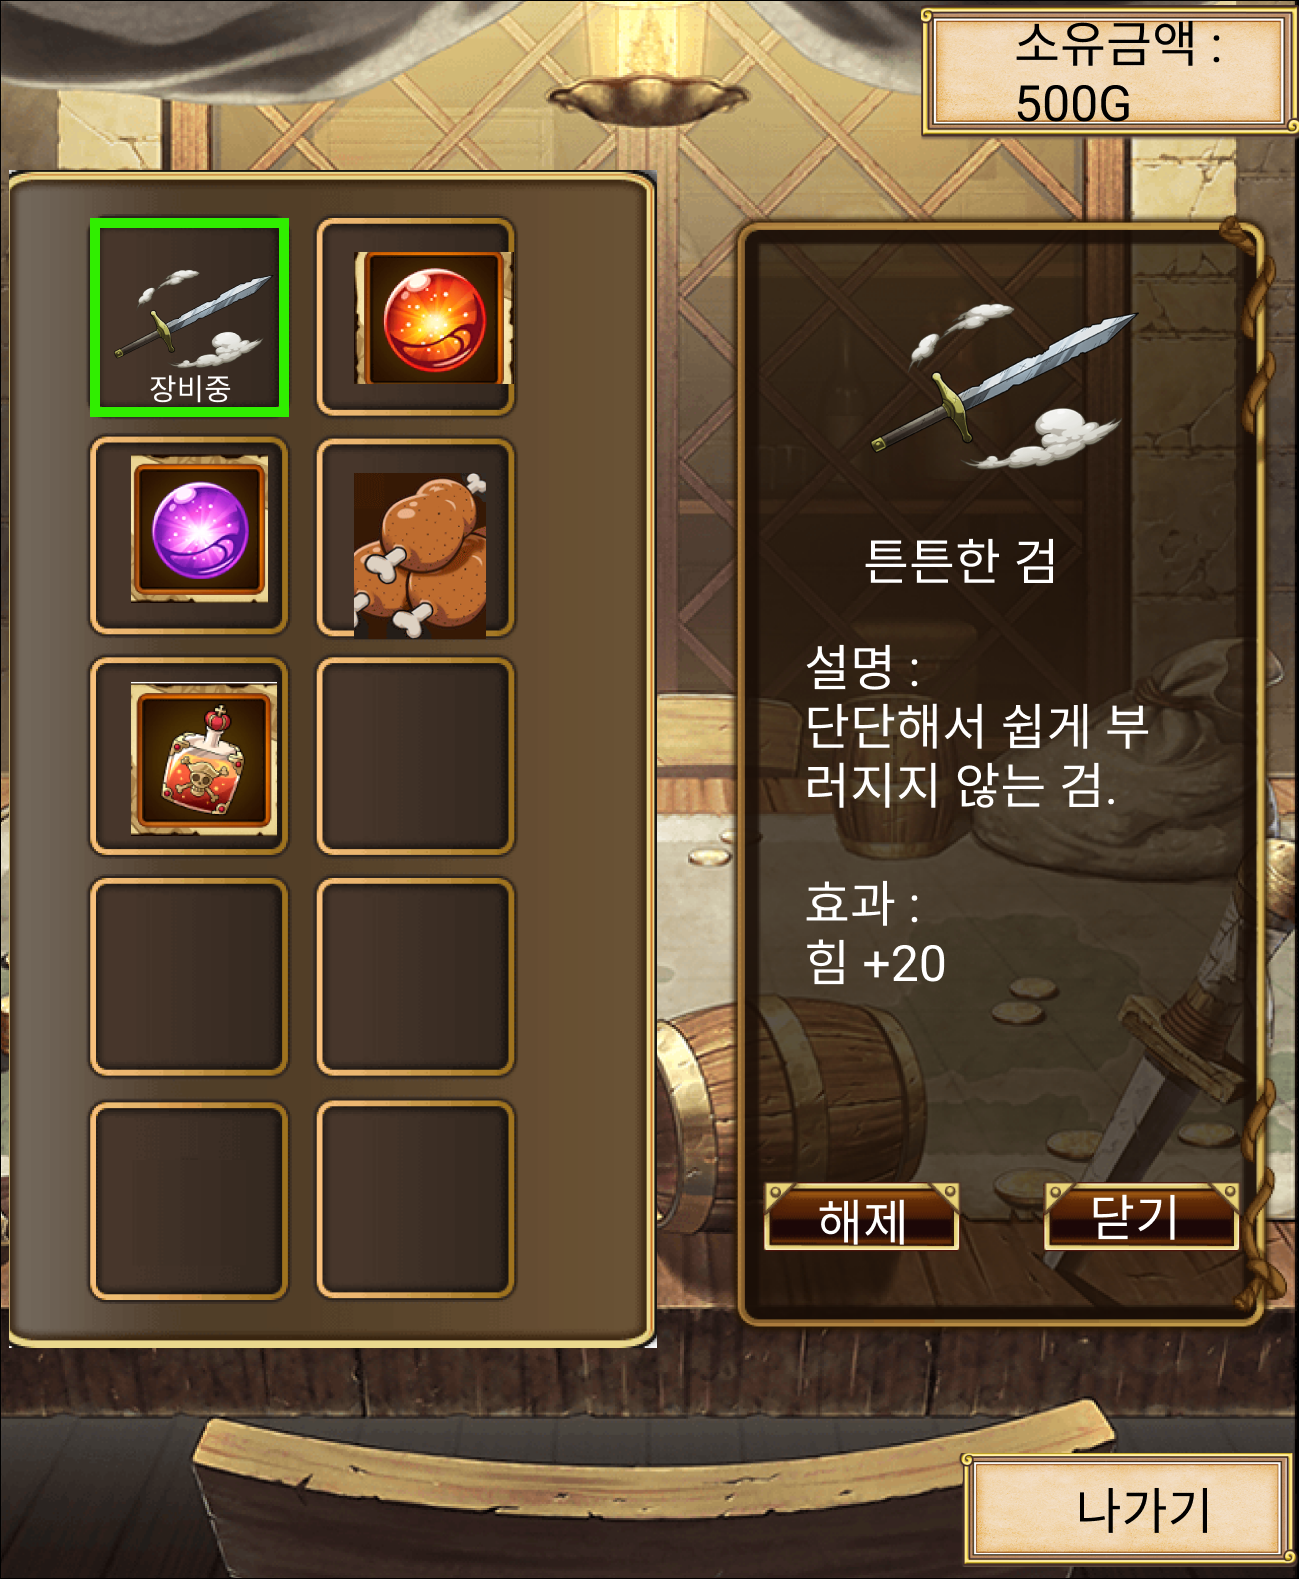 소유금액 :
500G
장비중
튼튼한 검
설명 :
단단해서 쉽게 부
러지지 않는 검.
효과 :
힘 +20
해제
닫기
나가기